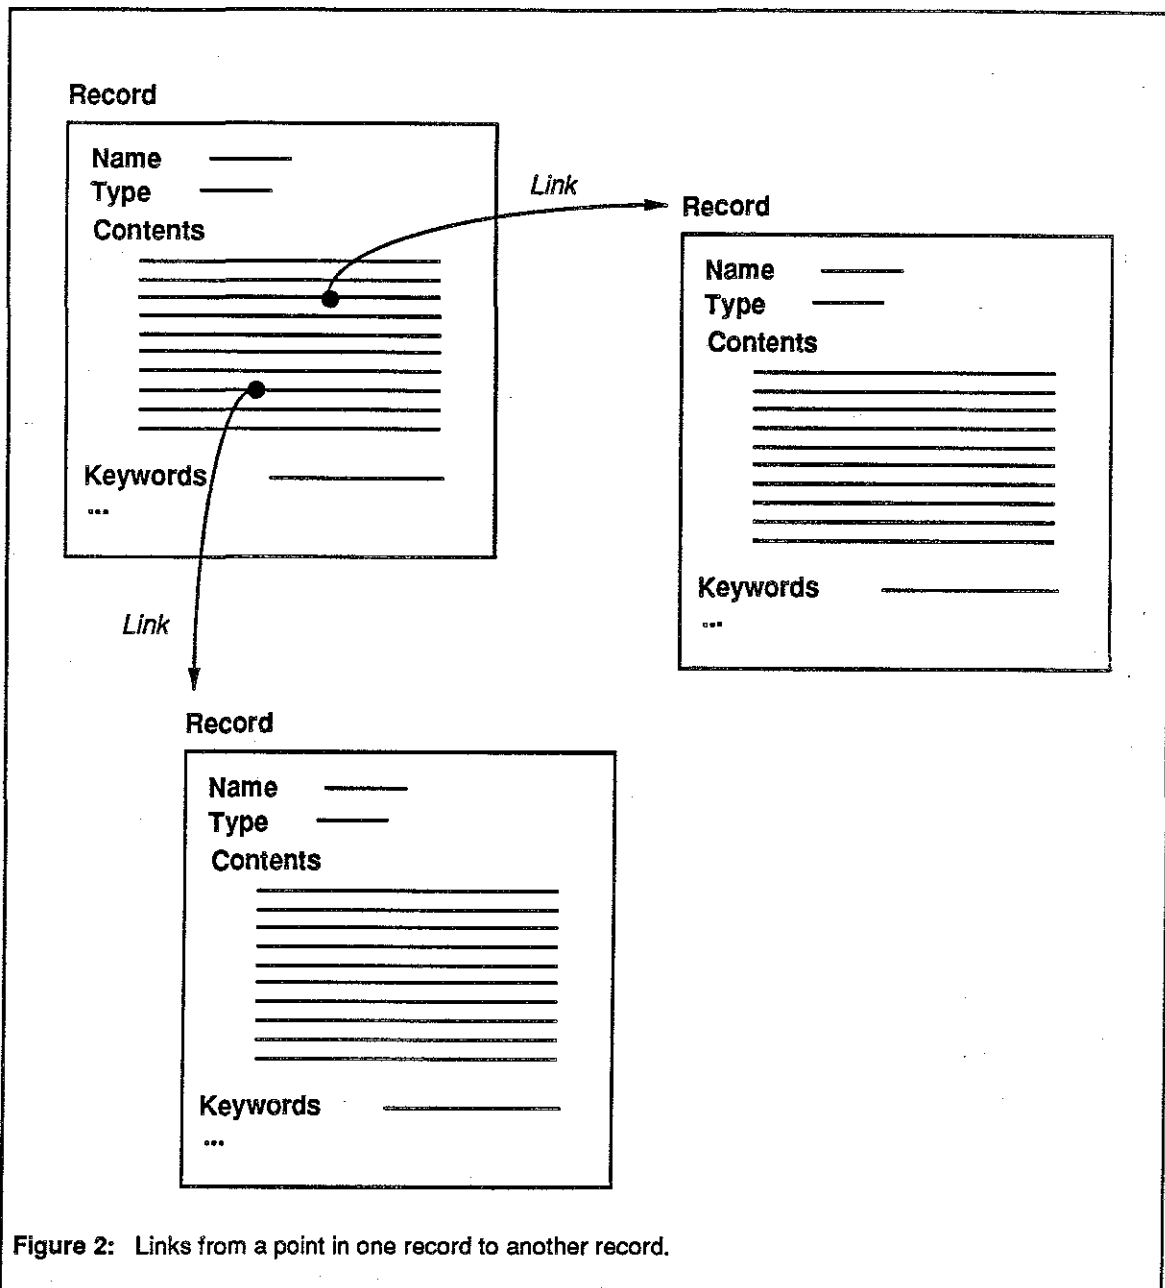 Record
Name
Type
Contents
Keywords
...
Link
Record
Name
Type
Contents
Keywords
...
Link
Record
Name
Type
Contents
Keywords
...
Figure 2: Links from a point in one record to another record.